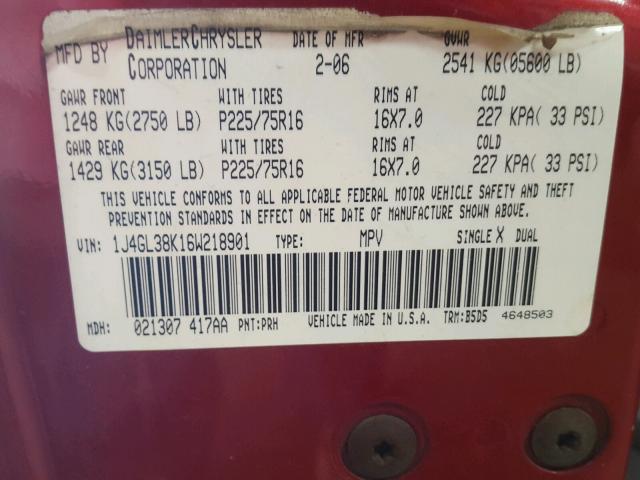 MFD BY DAIMLERCHRYSLER CORPORATION DATE OF MFR 2-06 GVWR 2541 KG(05600 LB)
GAWR FRONT WITH TIRES RIMS AT COLD
1248 KG(2750 LB) P225/75R16 16X7.0 227 KPA( 33 PSI)
GAWR REAR WITH TIRES RIMS AT COLD
1429 KG(3150 LB) P225/75R16 16X7.0 227 KPA( 33 PSI)
THIS VEHICLE CONFORMS TO ALL APPLICABLE FEDERAL MOTOR VEHICLE SAFETY AND THEFT
PREVENTION STANDARDS IN EFFECT ON THE DATE OF MANUFACTURE SHOWN ABOVE.
VIN: 1J4GL38K16W218901 TYPE: MPV SINGLE X DUAL
MDH: 021307 417AA PNT:PRH VEHICLE MADE IN U.S.A. TRM:B5D5 4648503